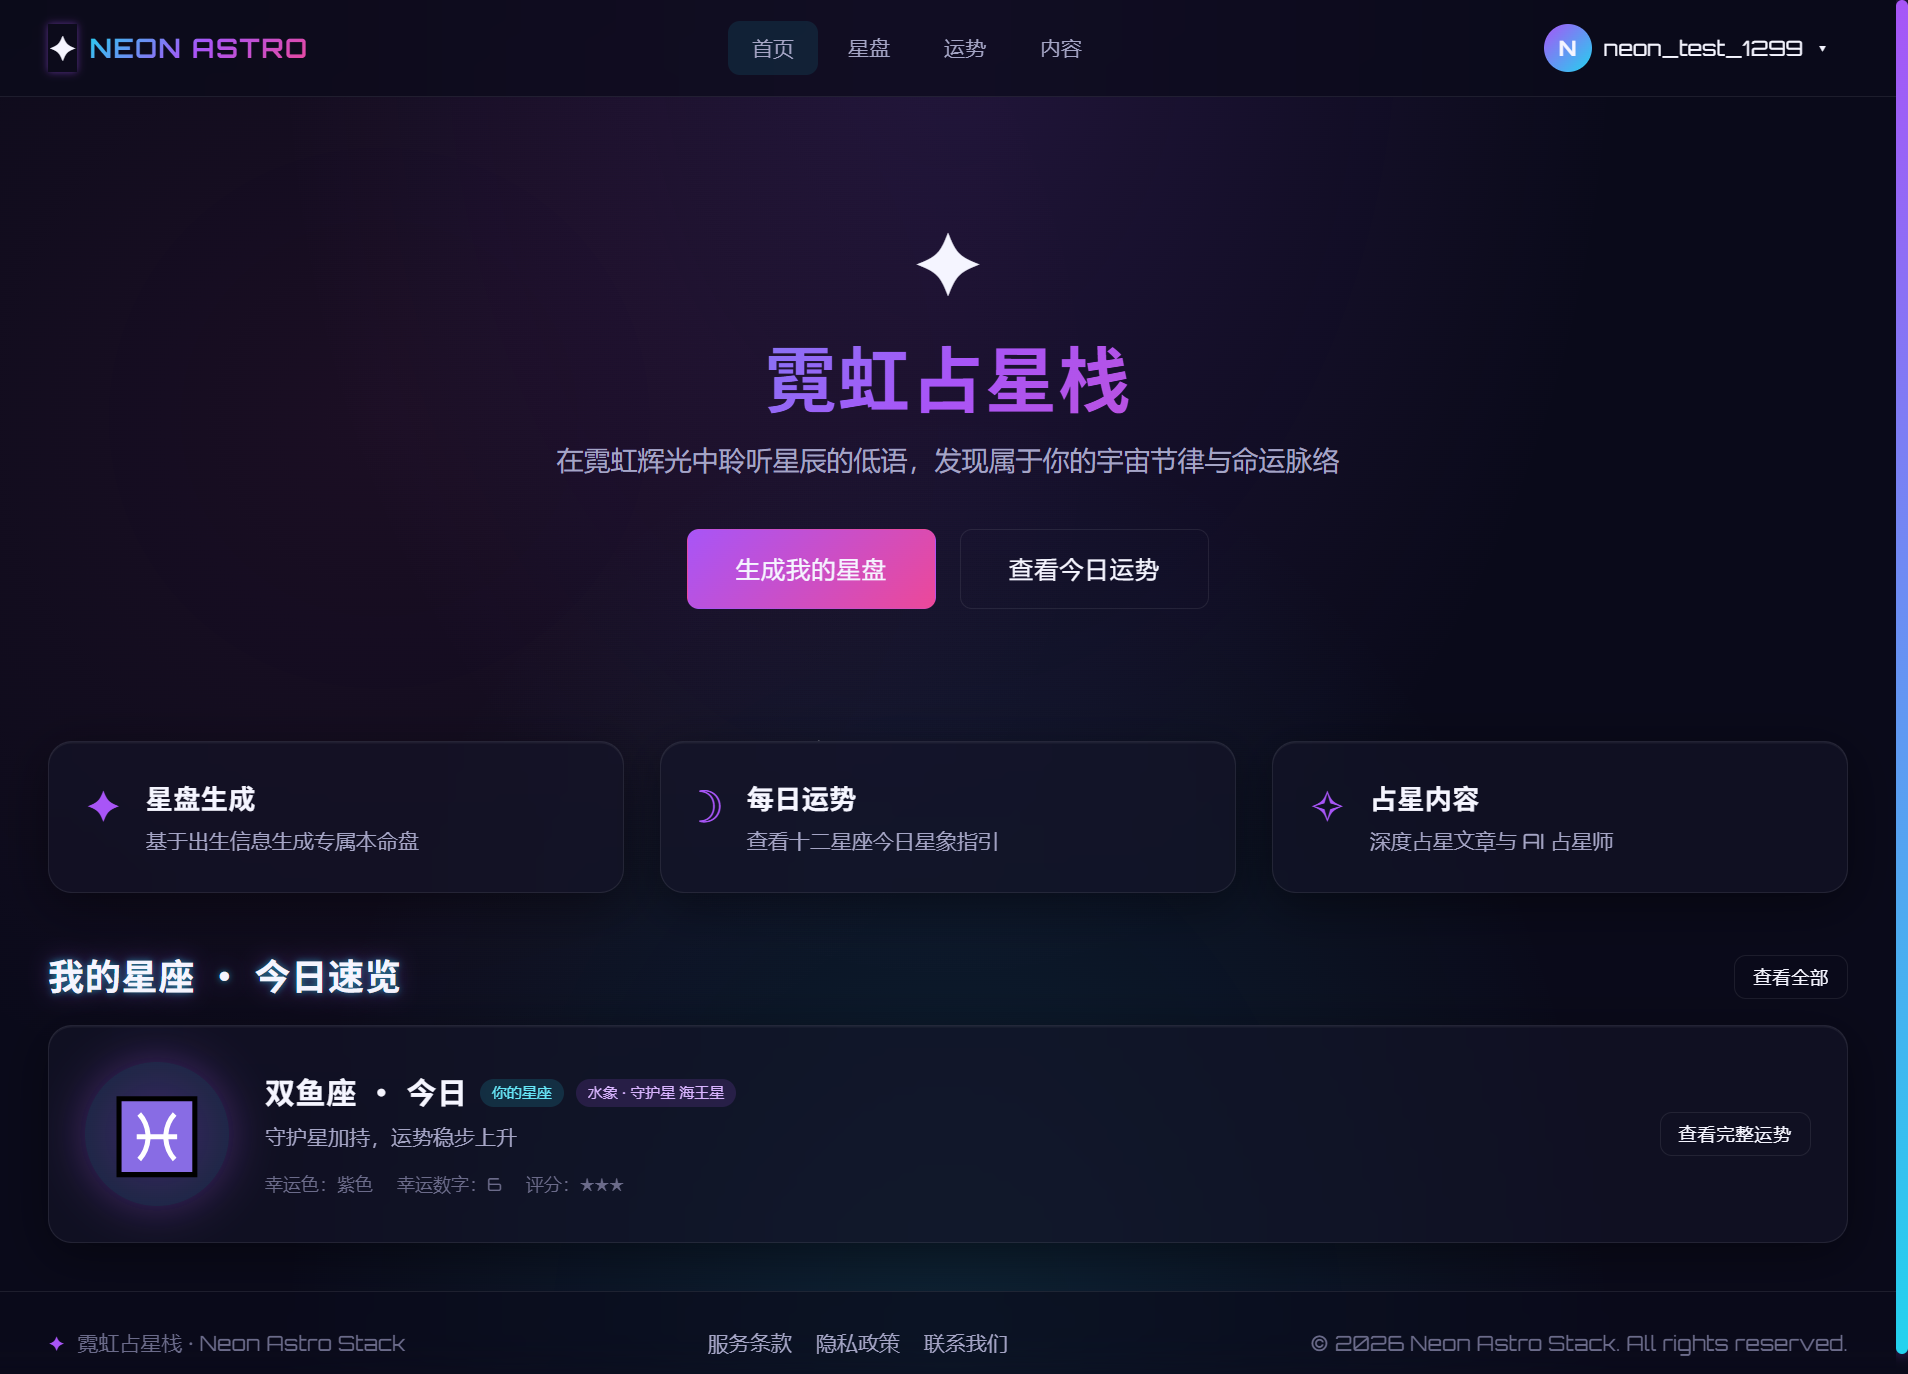 NEON ASTRO
首页
星盘
运势
内容
N
neon_test_1299
霓虹占星栈
在霓虹辉光中聆听星辰的低语，发现属于你的宇宙节律与命运脉络
生成我的星盘
查看今日运势
星盘生成
基于出生信息生成专属本命盘
每日运势
查看十二星座今日星象指引
占星内容
深度占星文章与 AI 占星师
我的星座 · 今日速览
查看全部
双鱼座 · 今日
你的星座
水象 · 守护星 海王星
守护星加持，运势稳步上升
幸运色：紫色
幸运数字：6
评分：★★★
查看完整运势
霓虹占星栈 · Neon Astro Stack
服务条款
隐私政策
联系我们
© 2026 Neon Astro Stack. All rights reserved.